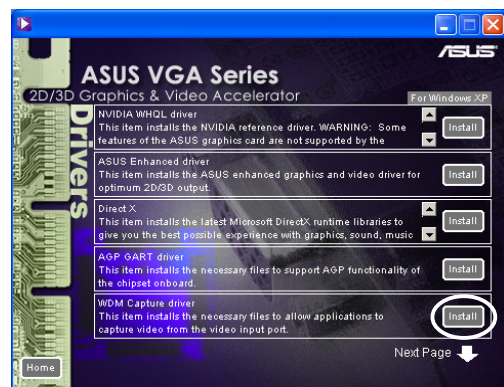 ASUS
ASUS VGA Series
2D/3D Graphics & Video Accelerator
For Windows XP
Drivers
NVIDIA WHQL driver
This item installs the NVIDIA reference driver. WARNING: Some
features of the ASUS graphics card are not supported by the
Install
ASUS Enhanced driver
This item installs the ASUS enhanced graphics and video driver for
optimum 2D/3D output.
Install
Direct X
This item installs the latest Microsoft DirectX runtime libraries to
give you the best possible experience with graphics, sound, music
Install
AGP GART driver
This item installs the necessary files to support AGP functionality of
the chipset onboard.
Install
WDM Capture driver
This item installs the necessary files to allow applications to
capture video from the video input port.
Install
Next Page
Home